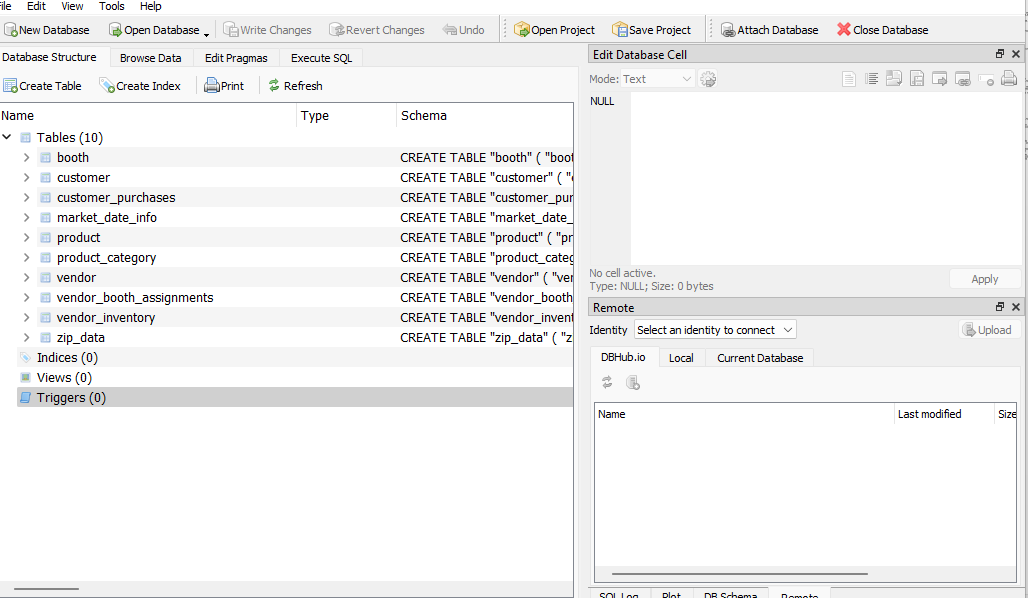 File Edit View Tools Help
New Database Open Database Write Changes Revert Changes Undo Open Project Save Project Attach Database Close Database
Database Structure Browse Data Edit Pragmas Execute SQL
Create Table Create Index Print Refresh
Name Type Schema
Tables (10)
booth CREATE TABLE "booth" ( "boot
customer CREATE TABLE "customer" ( "c
customer_purchases CREATE TABLE "customer_pur
market_date_info CREATE TABLE "market_date_
product CREATE TABLE "product" ( "pr
product_category CREATE TABLE "product_categ
vendor CREATE TABLE "vendor" ( "ven
vendor_booth_assignments CREATE TABLE "vendor_booth
vendor_inventory CREATE TABLE "vendor_invent
zip_data CREATE TABLE "zip_data" ( "z
Indices (0)
Views (0)
Triggers (0)
Edit Database Cell
Mode: Text
NULL
No cell active.
Type: NULL; Size: 0 bytes
Apply
Remote
Identity Select an identity to connect Upload
DBHub.io Local Current Database
Name Last modified Size
SQL Log Plot DB Schema Remote